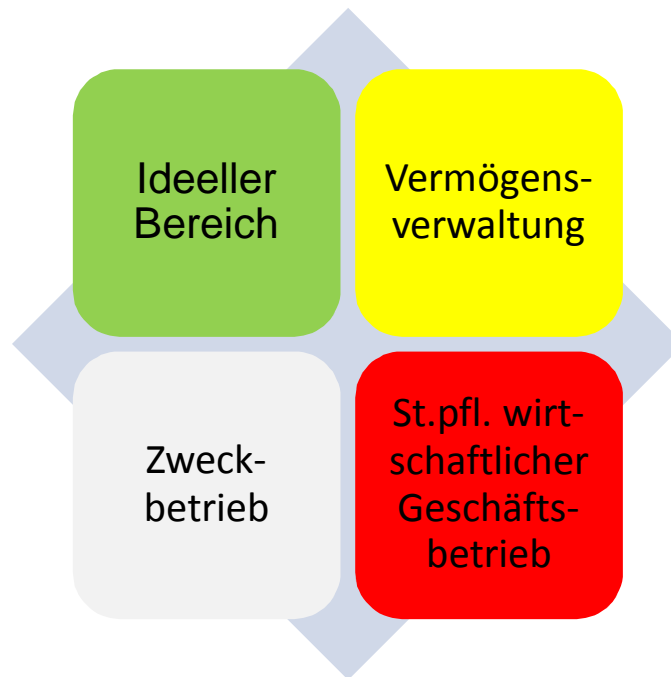 Ideeller
Bereich
Vermögens-
verwaltung
Zweck-
betrieb
St.pfl. wirt-
schaftlicher
Geschäfts-
betrieb